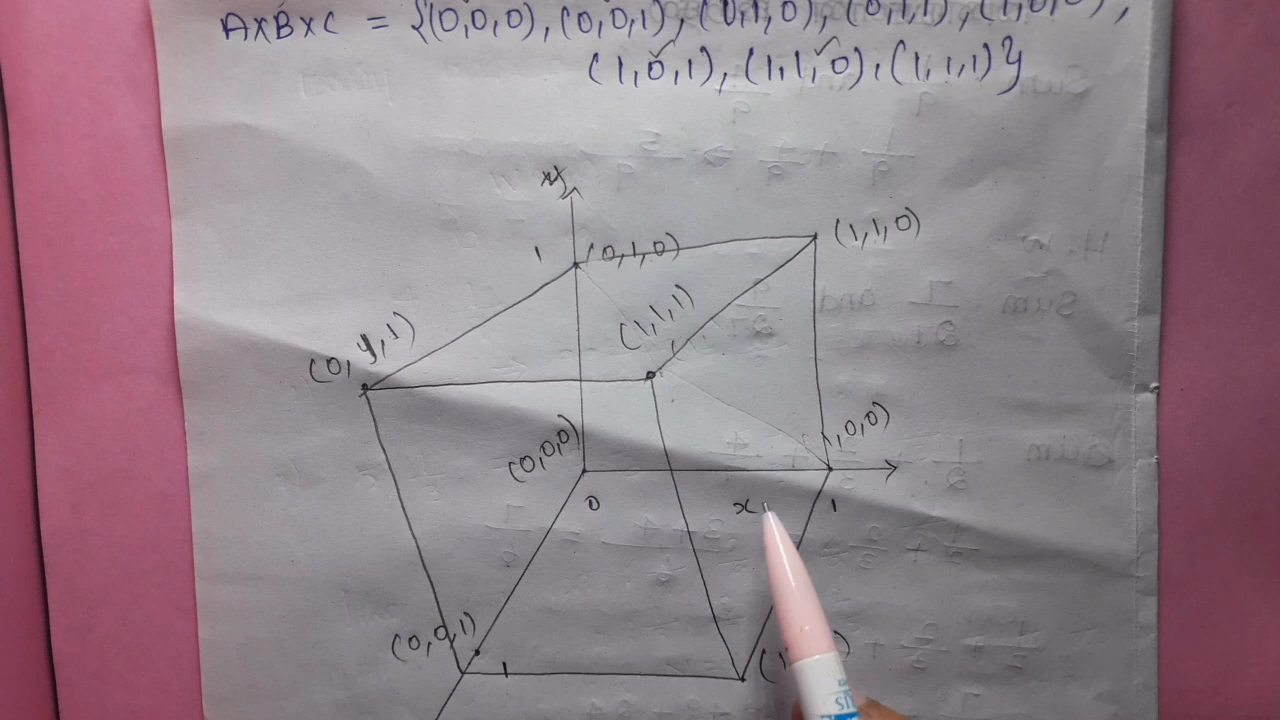 A×B×C = {(0,0,0), (0,0,1), (0,1,0), (0,1,1), (1,0,0),
(1,0,1), (1,1,0), (1,1,1)}
y
1 (0,1,0) (1,1,0)
(1,1,1)
(0,y,1)
,0,0)
(0,0,0)
0 x 1
(0,0,1)
1